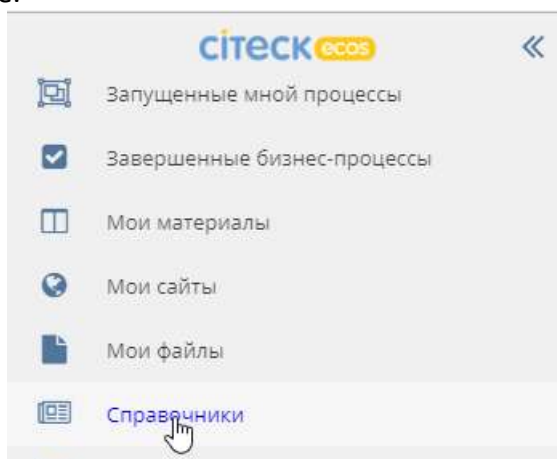 citeck ecos
Запущенные мной процессы
Завершенные бизнес-процессы
Мои материалы
Мои сайты
Мои файлы
Справочники